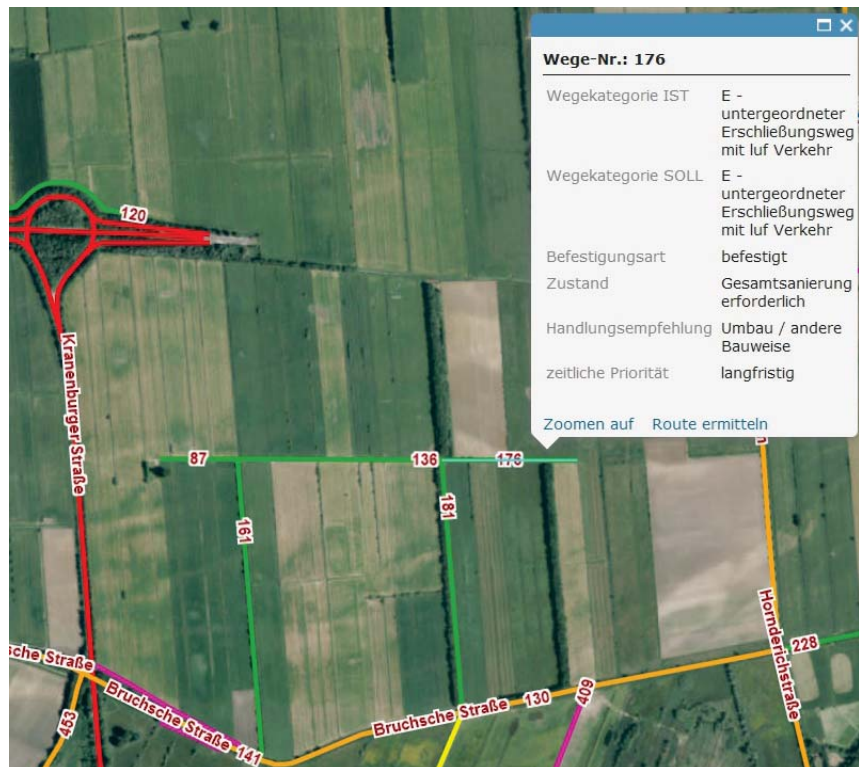 Wege-Nr.: 176
Wegekategorie IST
E -
untergeordneter
Erschließungsweg
mit luf Verkehr
Wegekategorie SOLL
E -
untergeordneter
Erschließungsweg
mit luf Verkehr
Befestigungsart
befestigt
Zustand
Gesamtsanierung
erforderlich
Handlungsempfehlung
Umbau / andere
Bauweise
zeitliche Priorität
langfristig
Zoomen auf
Route ermitteln
120
Kranenburger Straße
87
136
176
161
181
sche Straße
Bruchsche Straße
141
453
Bruchsche Straße
130
409
Hornderichstraße
228
n